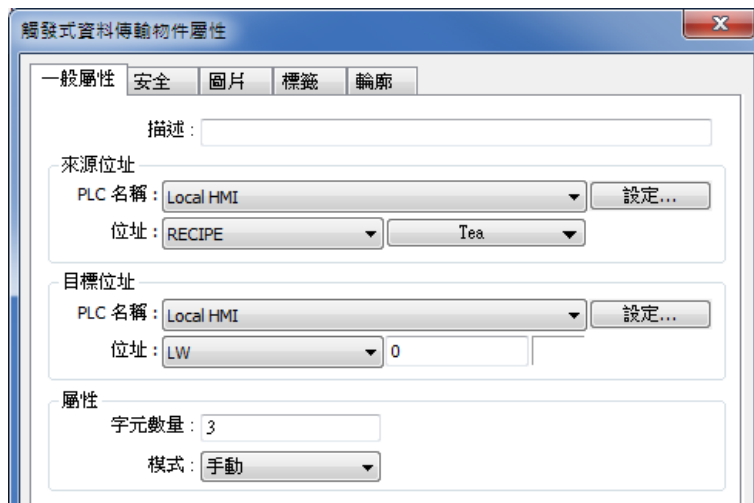 觸發式資料傳輸物件屬性
一般屬性 安全 圖片 標籤 輪廓
描述 :
來源位址
PLC 名稱 : Local HMI 設定...
位址 : RECIPE Tea
目標位址
PLC 名稱 : Local HMI 設定...
位址 : LW 0
屬性
字元數量 : 3
模式 : 手動